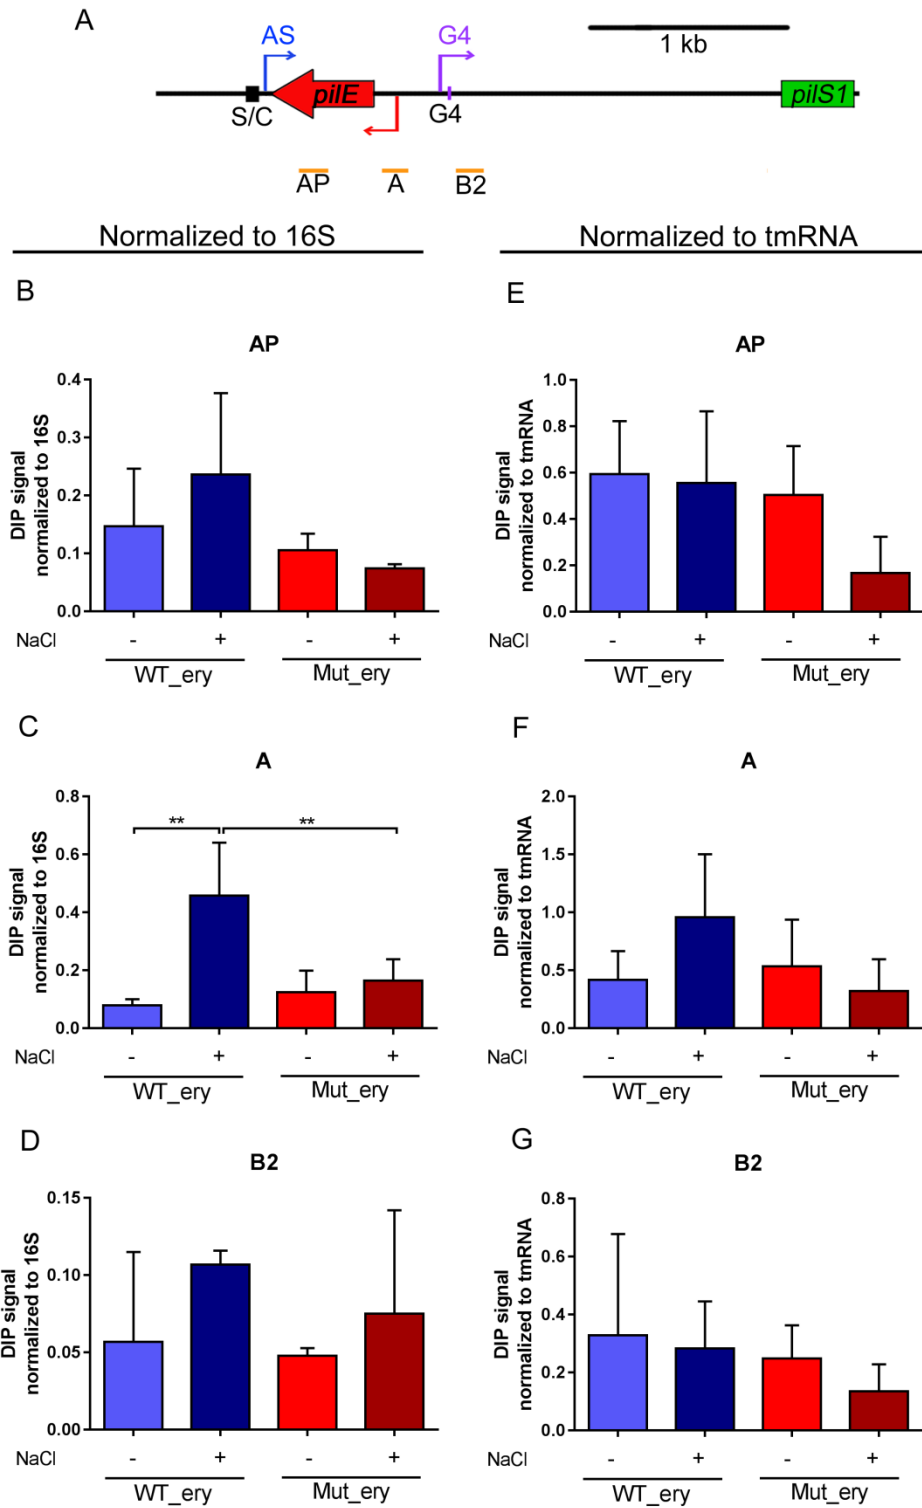 A
AS
G4
1 kb
pilE
pilS1
S/C
G4
AP
A
B2
Normalized to 16S
Normalized to tmRNA
B
AP
DIP signal
normalized to 16S
0.4
0.3
0.2
0.1
0.0
NaCl
- + - +
WT_ery
Mut_ery
E
AP
DIP signal
normalized to tmRNA
1.0
0.8
0.6
0.4
0.2
0.0
- + - +
WT_ery
Mut_ery
C
A
DIP signal
normalized to 16S
0.8
0.6
0.4
0.2
0.0
**
**
NaCl
- + - +
WT_ery
Mut_ery
F
A
DIP signal
normalized to tmRNA
2.0
1.5
1.0
0.5
0.0
- + - +
WT_ery
Mut_ery
D
B2
DIP signal
normalized to 16S
0.15
0.10
0.05
0.00
NaCl
- + - +
WT_ery
Mut_ery
G
B2
DIP signal
normalized to tmRNA
0.8
0.6
0.4
0.2
0.0
- + - +
WT_ery
Mut_ery